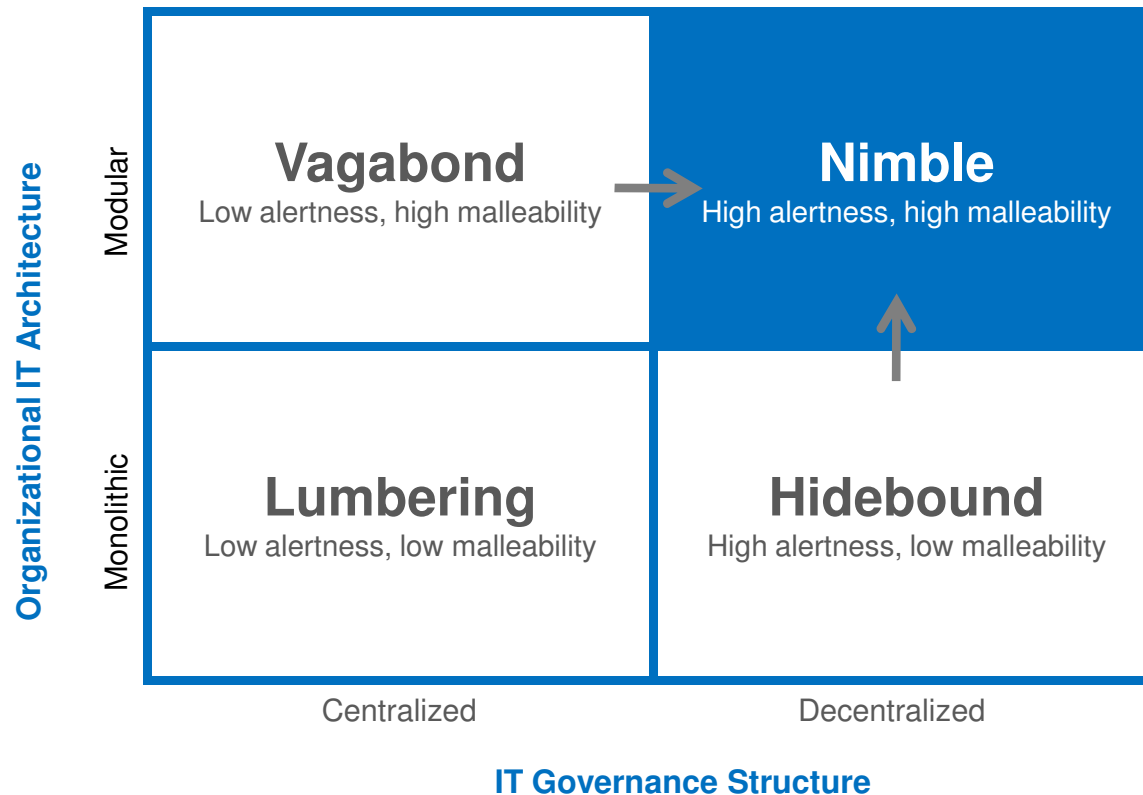 Organizational IT Architecture
Modular
Vagabond
Low alertness, high malleability
Nimble
High alertness, high malleability
Monolithic
Lumbering
Low alertness, low malleability
Hidebound
High alertness, low malleability
Centralized
Decentralized
IT Governance Structure